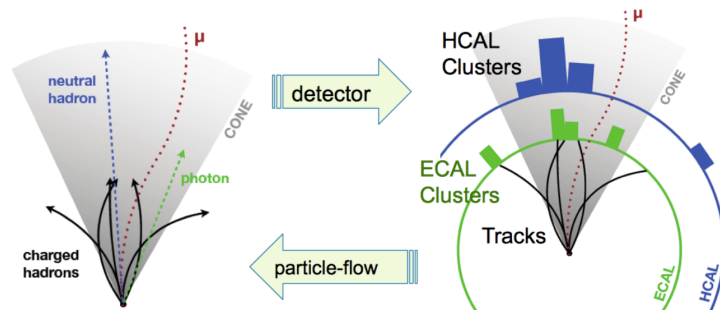 μ
neutral
hadron
CONE
photon
charged
hadrons
detector
particle-flow
μ
HCAL
Clusters
CONE
ECAL
Clusters
Tracks
ECAL
HCAL